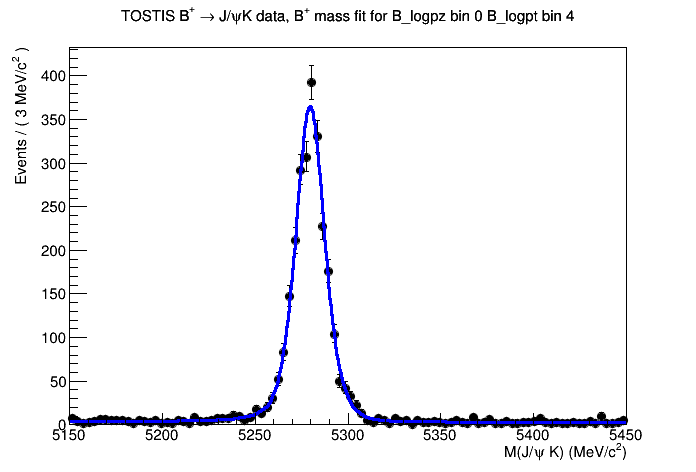 TOSTIS B⁺ → J/ψK data, B⁺ mass fit for B_logpz bin 0 B_logpt bin 4
Events / ( 3 MeV/c² )
400
350
300
250
200
150
100
50
0
5150 5200 5250 5300 5350 5400 5450
M(J/ψ K) (MeV/c²)